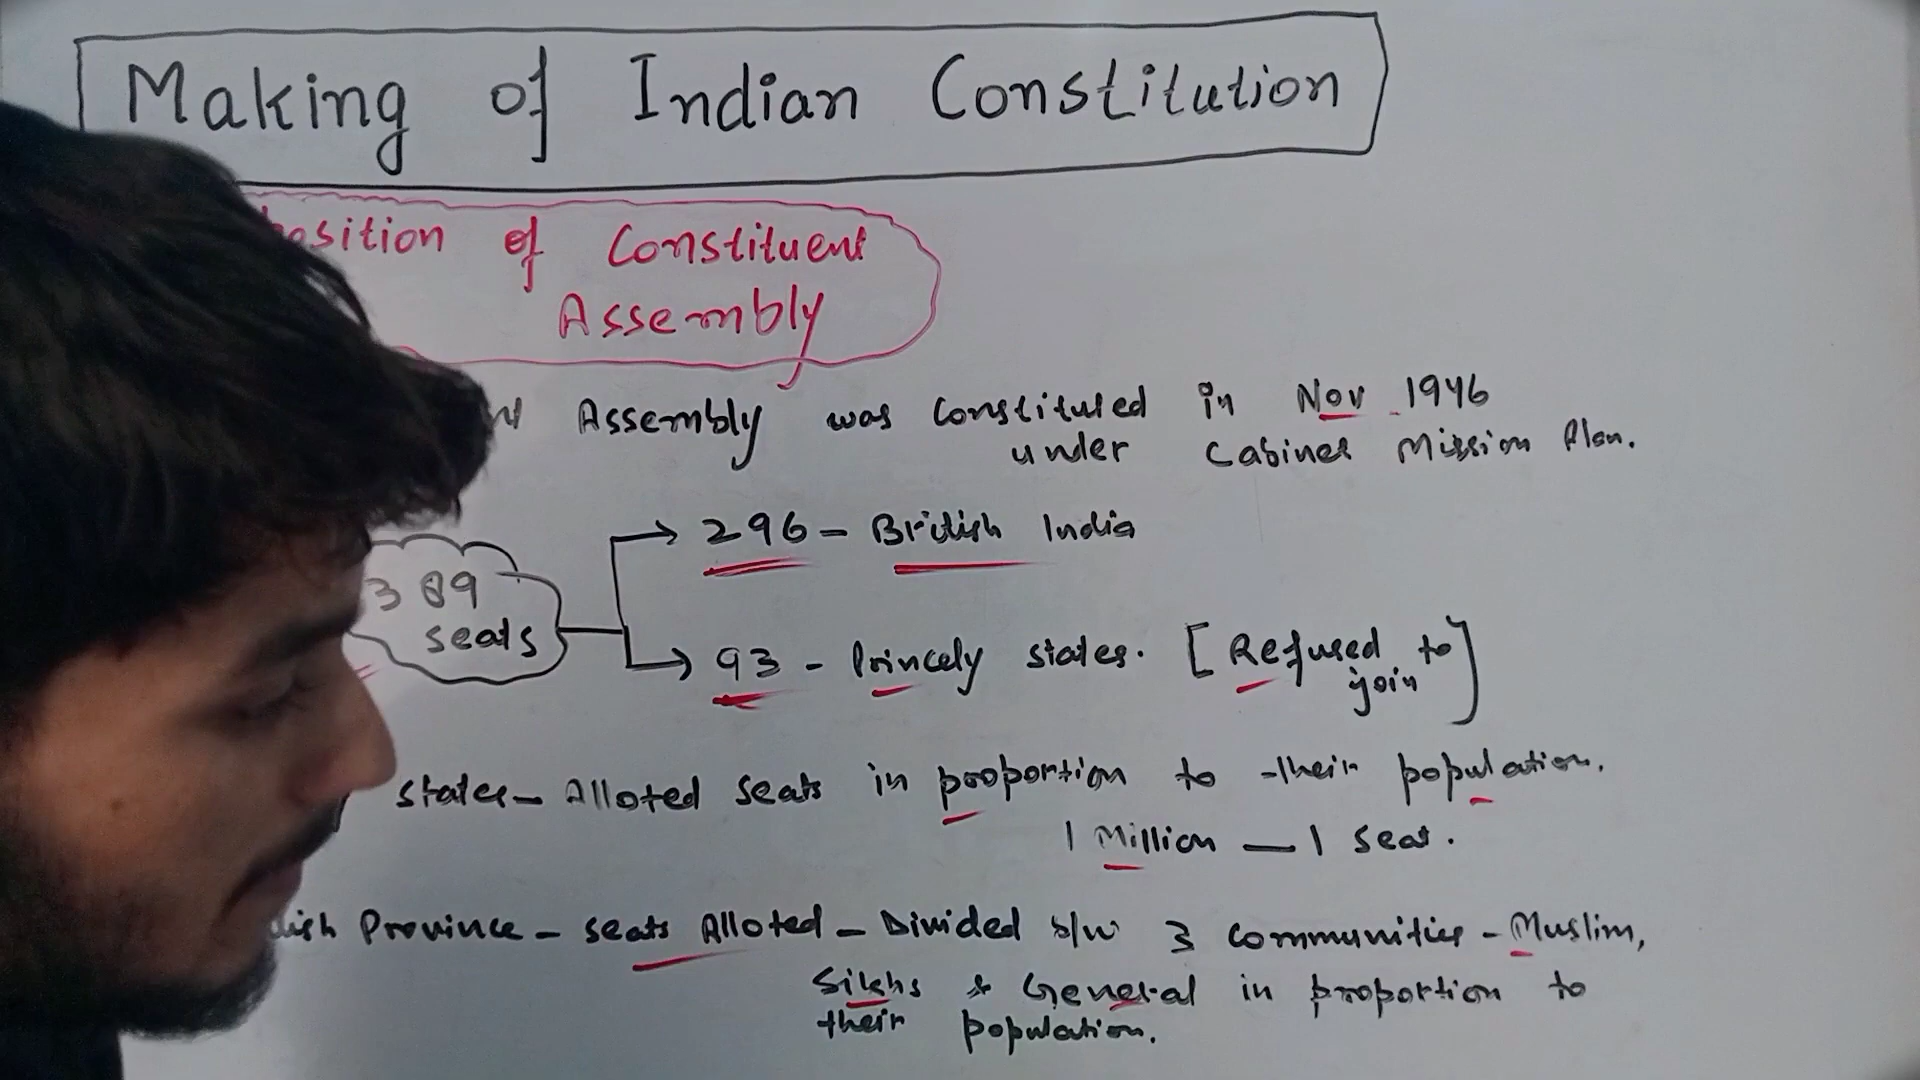 Making of Indian Constitution
position of Constituent
Assembly
Assembly was constituted in Nov 1946
under Cabinet Mission Plan.
296 - British India
389
seats
93 - Princely states. [Refused to
join]
states - Alloted seats in proportion to their population.
1 Million - 1 seat.
ish Province - seats Alloted - Divided b/w 3 communities - Muslim,
Sikhs & General in proportion to
their population.